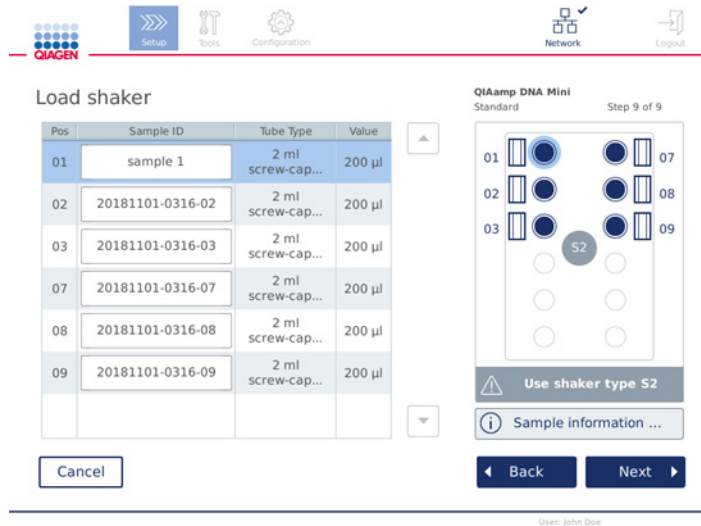 QIAGEN
Setup
Tools
Configuration
Network
Logout
Load shaker
QIAamp DNA Mini
Standard
Step 9 of 9
Pos Sample ID Tube Type Value
01 sample 1 2 ml screw-cap... 200 µl
02 20181101-0316-02 2 ml screw-cap... 200 µl
03 20181101-0316-03 2 ml screw-cap... 200 µl
07 20181101-0316-07 2 ml screw-cap... 200 µl
08 20181101-0316-08 2 ml screw-cap... 200 µl
09 20181101-0316-09 2 ml screw-cap... 200 µl
01 07
02 08
03 09
S2
Use shaker type S2
i Sample information ...
Cancel
Back
Next
User: John Doe